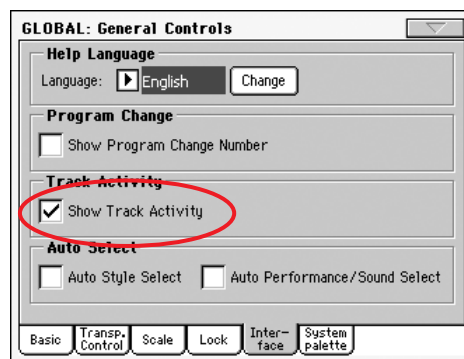 GLOBAL: General Controls
Help Language
Language: English Change
Program Change
Show Program Change Number
Track Activity
Show Track Activity
Auto Select
Auto Style Select Auto Performance/Sound Select
Basic Transp. Control Scale Lock Inter- face System palette